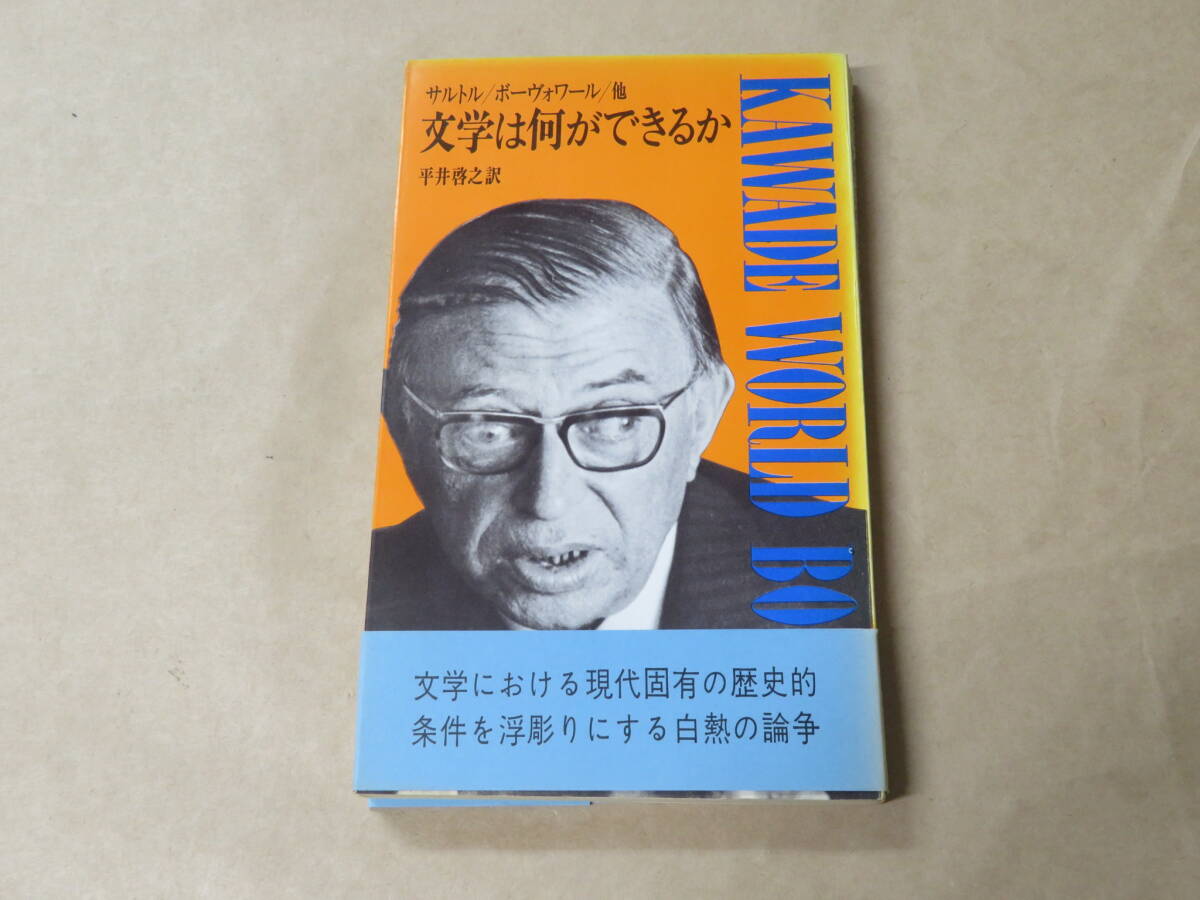 サルトル/ボーヴォワール/他
文学は何ができるか
平井啓之訳
KAWADE WORLD BO
文学における現代固有の歴史的
条件を浮彫りにする白熱の論争